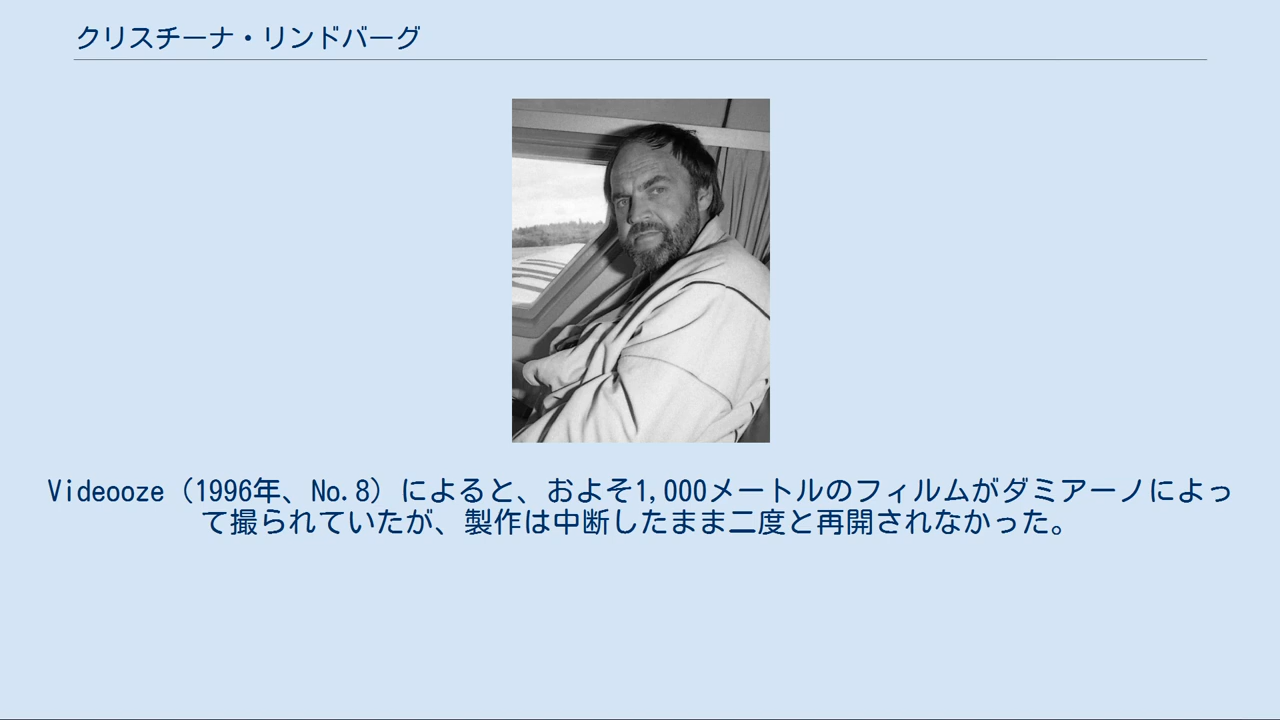 クリスチーナ・リンドバーグ
Videooze（1996年、No.8）によると、およそ1,000メートルのフィルムがダミアーノによっ
て撮られていたが、製作は中断したまま二度と再開されなかった。